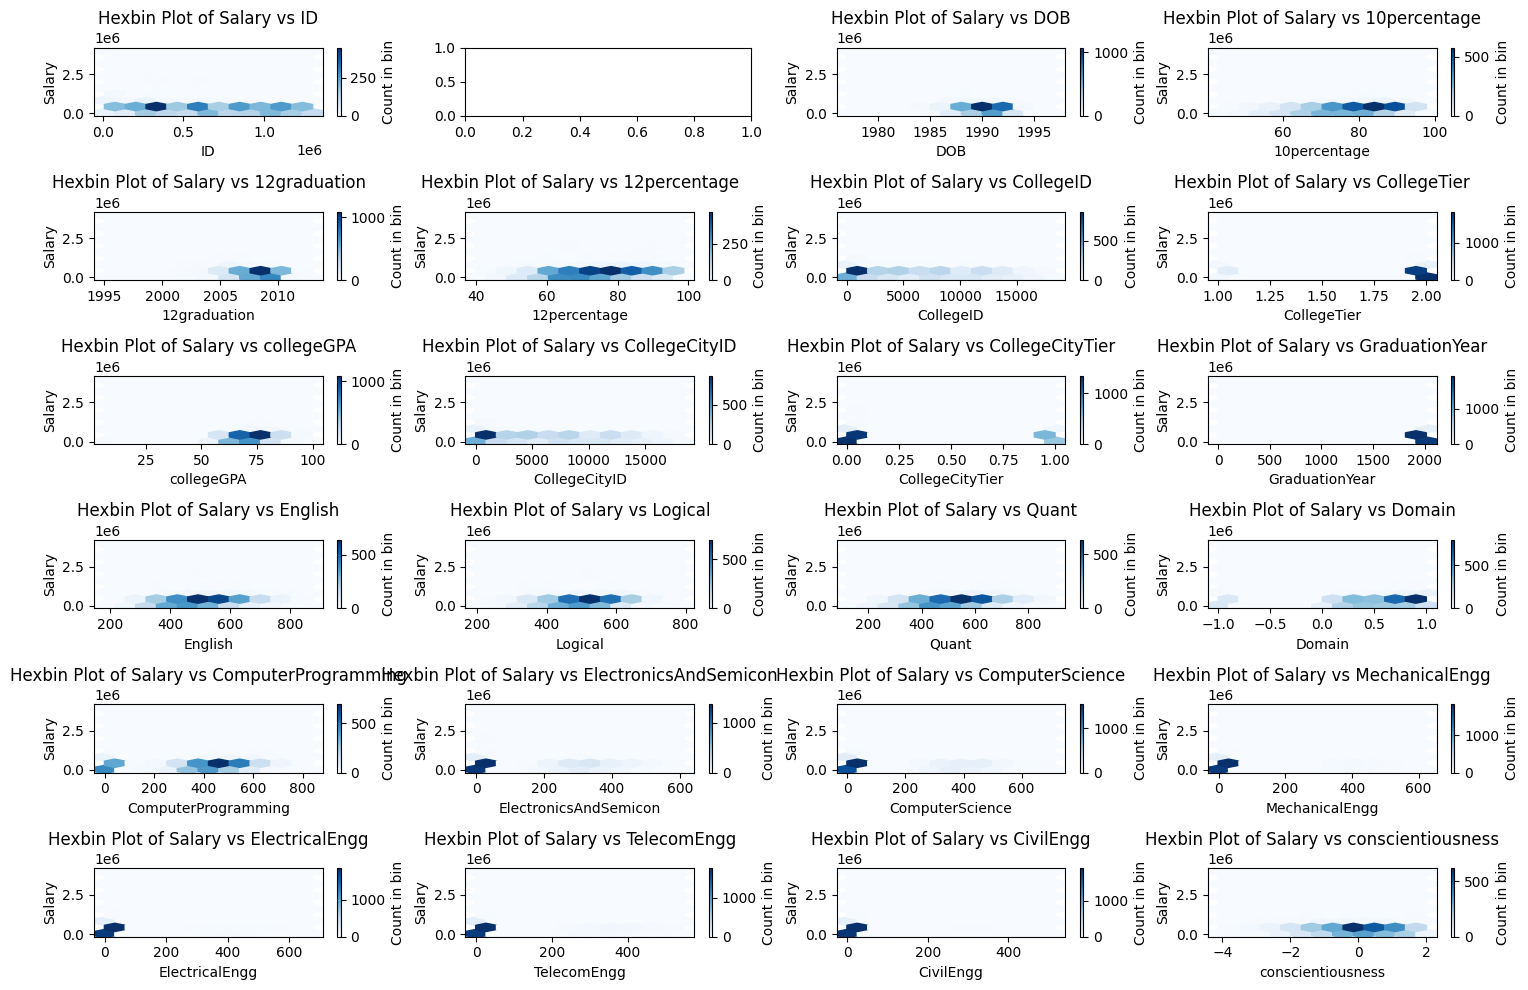 Hexbin Plot of Salary vs ID
1e6
Salary
2.5
0.0
0.0
0.5
1.0
1e6
ID
250
0
Count in bin
1.0
0.5
0.0
0.0
0.2
0.4
0.6
0.8
1.0
Hexbin Plot of Salary vs DOB
1e6
Salary
2.5
0.0
1980
1985
1990
1995
DOB
1000
0
Count in bin
Hexbin Plot of Salary vs 10percentage
1e6
Salary
2.5
0.0
60
80
100
10percentage
500
0
Count in bin
Hexbin Plot of Salary vs 12graduation
1e6
Salary
2.5
0.0
1995
2000
2005
2010
12graduation
1000
0
Count in bin
Hexbin Plot of Salary vs 12percentage
1e6
Salary
2.5
0.0
40
60
80
100
12percentage
250
0
Count in bin
Hexbin Plot of Salary vs CollegeID
1e6
Salary
2.5
0.0
0
5000
10000
15000
CollegeID
500
0
Count in bin
Hexbin Plot of Salary vs CollegeTier
1e6
Salary
2.5
0.0
1.00
1.25
1.50
1.75
2.00
CollegeTier
1000
0
Count in bin
Hexbin Plot of Salary vs collegeGPA
1e6
Salary
2.5
0.0
25
50
75
100
collegeGPA
1000
0
Count in bin
Hexbin Plot of Salary vs CollegeCityID
1e6
Salary
2.5
0.0
0
5000
10000
15000
CollegeCityID
500
0
Count in bin
Hexbin Plot of Salary vs CollegeCityTier
1e6
Salary
2.5
0.0
0.00
0.25
0.50
0.75
1.00
CollegeCityTier
1000
0
Count in bin
Hexbin Plot of Salary vs GraduationYear
1e6
Salary
2.5
0.0
0
500
1000
1500
2000
GraduationYear
1000
0
Count in bin
Hexbin Plot of Salary vs English
1e6
Salary
2.5
0.0
200
400
600
800
English
500
0
Count in bin
Hexbin Plot of Salary vs Logical
1e6
Salary
2.5
0.0
200
400
600
800
Logical
500
0
Count in bin
Hexbin Plot of Salary vs Quant
1e6
Salary
2.5
0.0
200
400
600
800
Quant
500
0
Count in bin
Hexbin Plot of Salary vs Domain
1e6
Salary
2.5
0.0
−1.0
−0.5
0.0
0.5
1.0
Domain
500
0
Count in bin
Hexbin Plot of Salary vs ComputerProgramming
1e6
Salary
2.5
0.0
0
200
400
600
800
ComputerProgramming
500
0
Count in bin
Hexbin Plot of Salary vs ElectronicsAndSemicon
1e6
Salary
2.5
0.0
0
200
400
600
ElectronicsAndSemicon
1000
0
Count in bin
Hexbin Plot of Salary vs ComputerScience
1e6
Salary
2.5
0.0
0
200
400
600
ComputerScience
1000
0
Count in bin
Hexbin Plot of Salary vs MechanicalEngg
1e6
Salary
2.5
0.0
0
200
400
600
MechanicalEngg
1000
0
Count in bin
Hexbin Plot of Salary vs ElectricalEngg
1e6
Salary
2.5
0.0
0
200
400
600
ElectricalEngg
1000
0
Count in bin
Hexbin Plot of Salary vs TelecomEngg
1e6
Salary
2.5
0.0
0
200
400
TelecomEngg
1000
0
Count in bin
Hexbin Plot of Salary vs CivilEngg
1e6
Salary
2.5
0.0
0
200
400
CivilEngg
1000
0
Count in bin
Hexbin Plot of Salary vs conscientiousness
1e6
Salary
2.5
0.0
−4
−2
0
2
conscientiousness
500
0
Count in bin